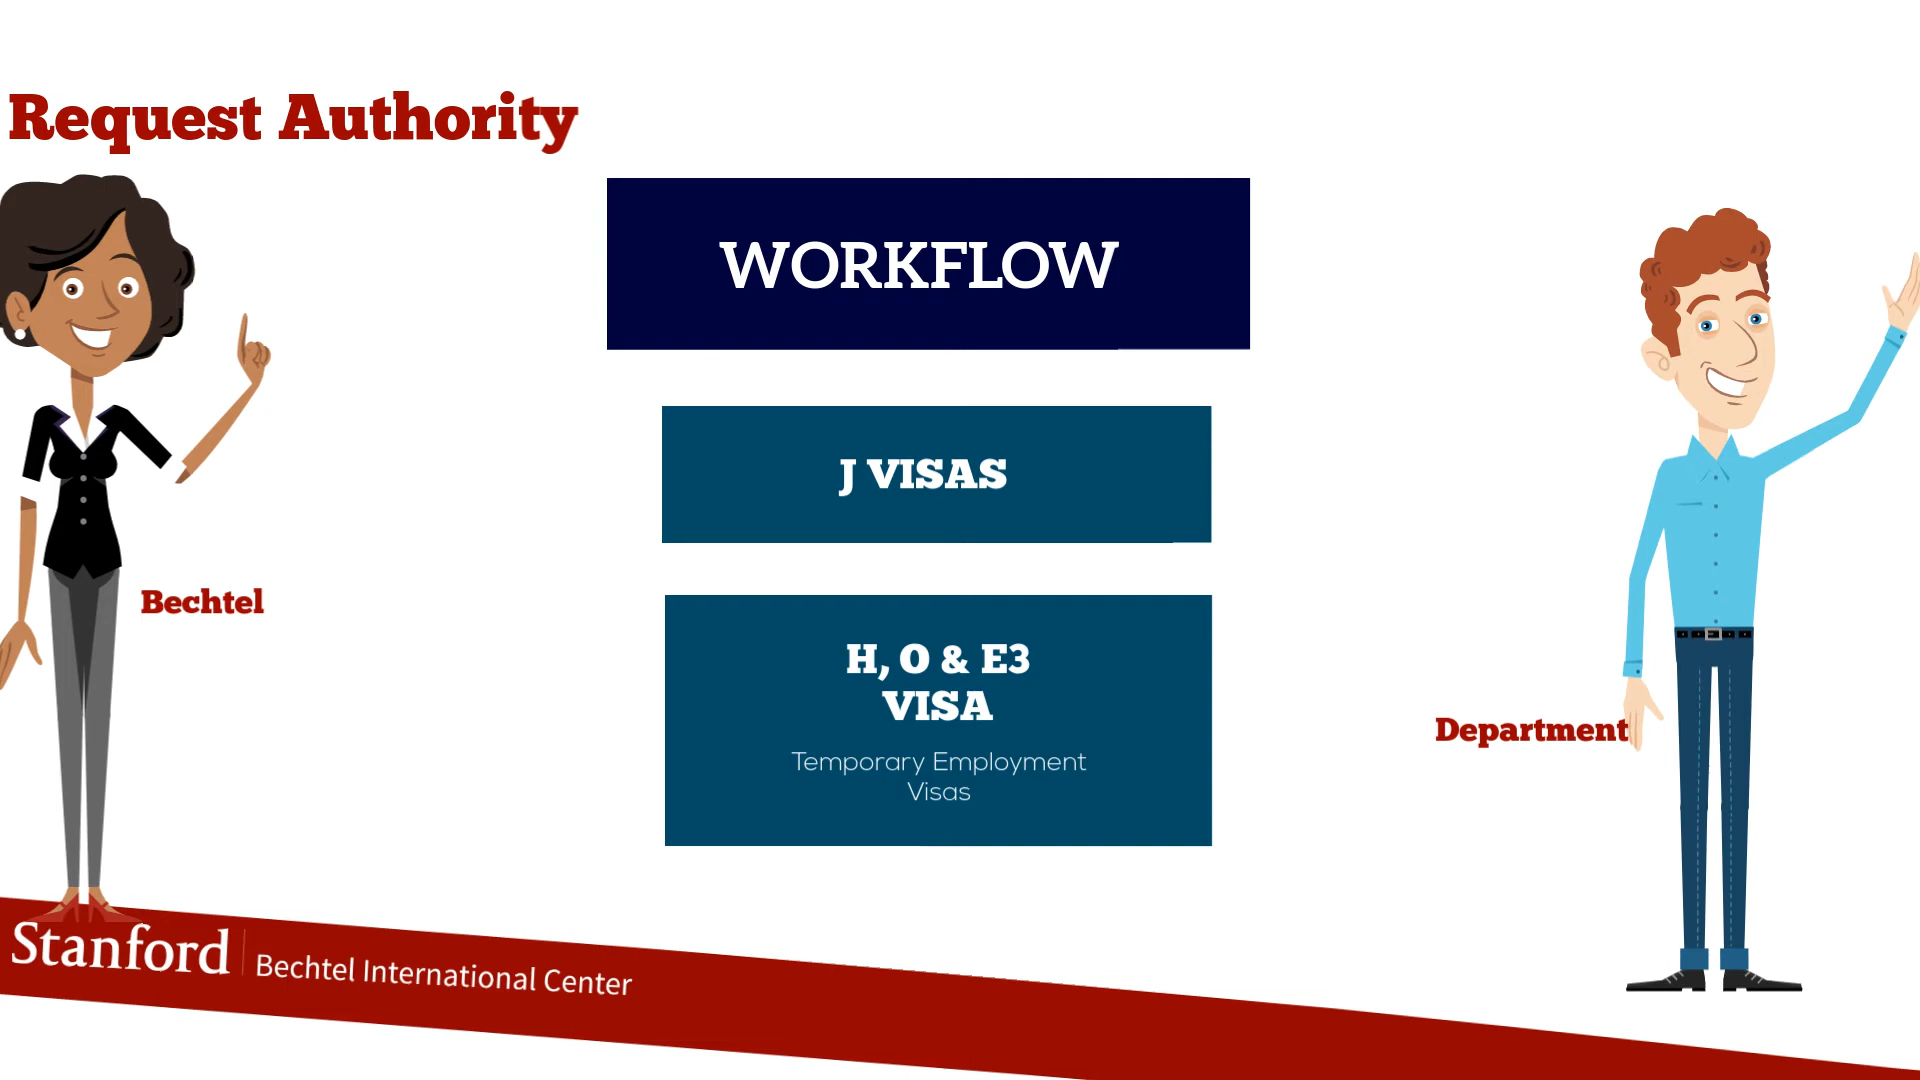 Request Authority
WORKFLOW
J VISAS
H, O & E3
VISA
Temporary Employment
Visas
Bechtel
Department
Stanford
Bechtel International Center